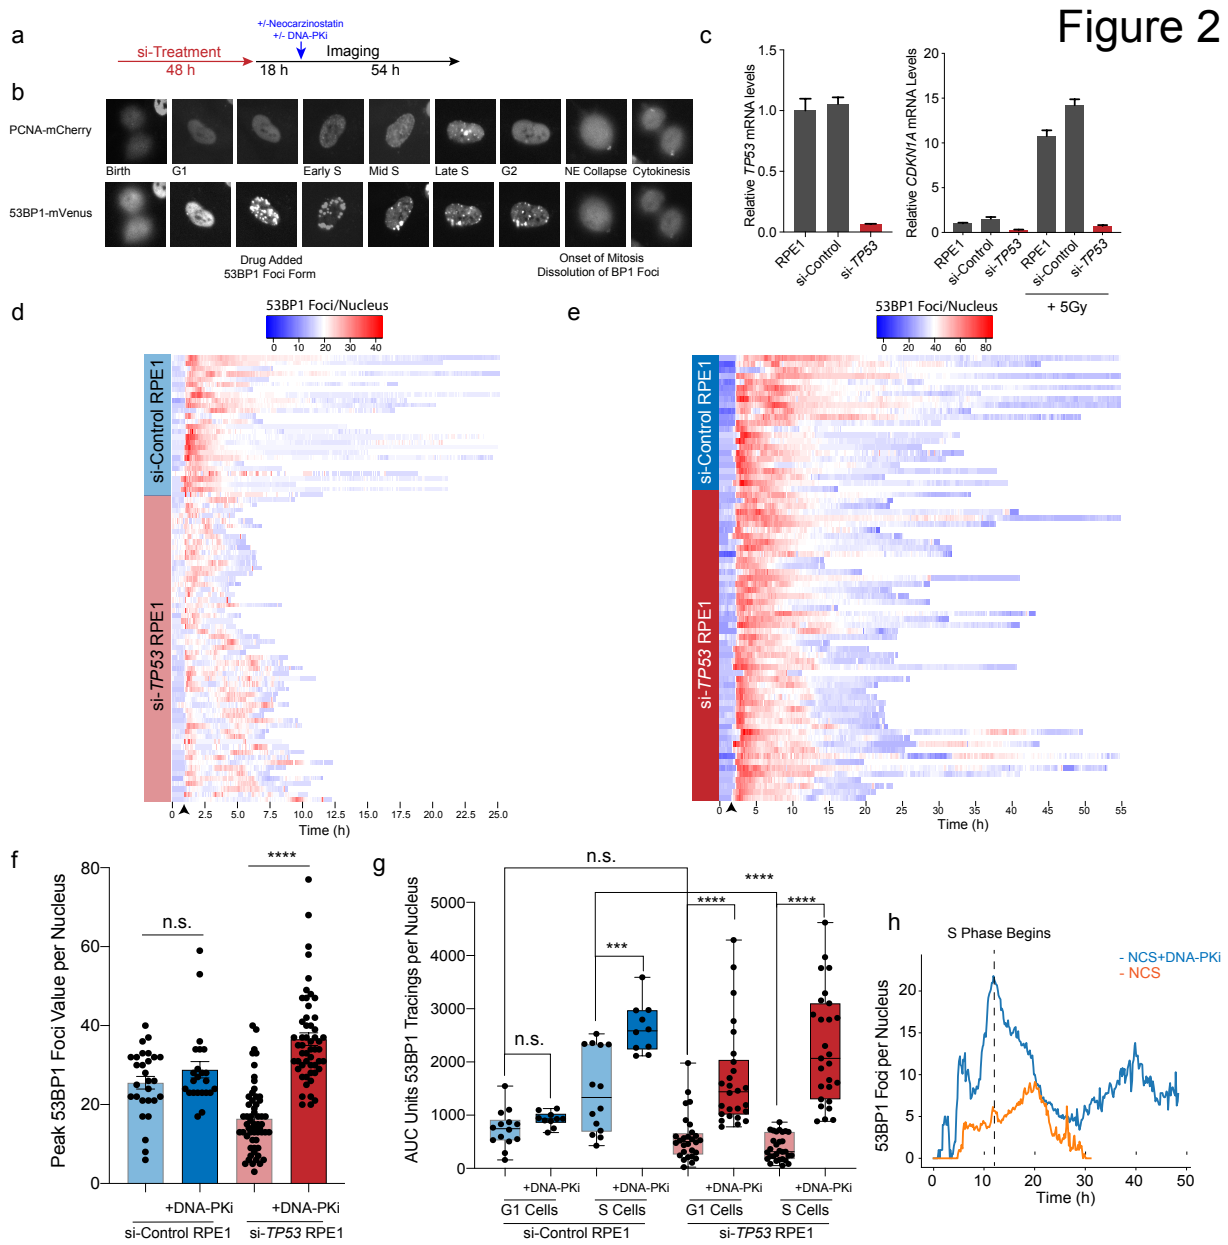 Figure 2
a
+/-Neocarzinostatin
+/- DNA-PKi
si-Treatment
Imaging
48 h
18 h
54 h
b
PCNA-mCherry
Birth
G1
Early S
Mid S
Late S
G2
NE Collapse
Cytokinesis
53BP1-mVenus
Drug Added
53BP1 Foci Form
Onset of Mitosis
Dissolution of BP1 Foci
c
Relative TP53 mRNA levels
1.5
1.0
0.5
0.0
RPE1
si-Control
si-TP53
Relative CDKN1A mRNA Levels
20
15
10
5
0
RPE1
si-Control
si-TP53
RPE1
si-Control
si-TP53
+ 5Gy
d
53BP1 Foci/Nucleus
0 10 20 30 40
si-Control RPE1
si-TP53 RPE1
0 2.5 5.0 7.5 10.0 12.5 15.0 17.5 20.0 22.5 25.0
Time (h)
e
53BP1 Foci/Nucleus
0 20 40 60 80
si-Control RPE1
si-TP53 RPE1
0 5 10 15 20 25 30 35 40 45 50 55
Time (h)
f
Peak 53BP1 Foci Value per Nucleus
80
60
40
20
0
n.s.
****
+DNA-PKi
+DNA-PKi
si-Control RPE1
si-TP53 RPE1
g
AUC Units 53BP1 Tracings per Nucleus
5000
4000
3000
2000
1000
0
n.s.
****
n.s.
***
****
****
+DNA-PKi
+DNA-PKi
+DNA-PKi
+DNA-PKi
G1 Cells
S Cells
G1 Cells
S Cells
si-Control RPE1
si-TP53 RPE1
h
S Phase Begins
- NCS+DNA-PKi
- NCS
53BP1 Foci per Nucleus
20
15
10
5
0
0 10 20 30 40 50
Time (h)